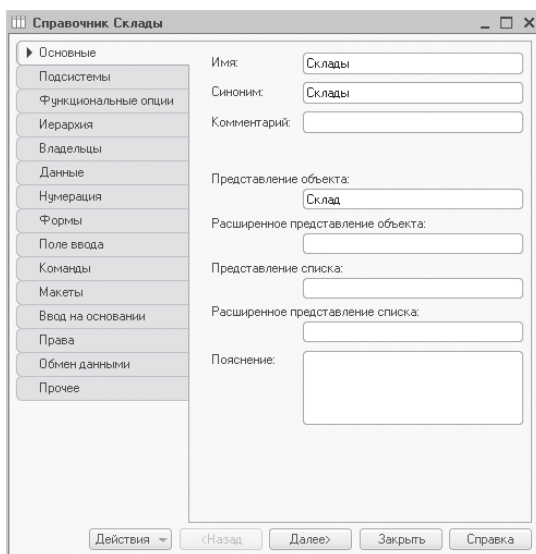 Справочник Склады
Основные
Подсистемы
Функциональные опции
Иерархия
Владельцы
Данные
Нумерация
Формы
Поле ввода
Команды
Макеты
Ввод на основании
Права
Обмен данными
Прочее
Имя: Склады
Синоним: Склады
Комментарий:
Представление объекта:
Склад
Расширенное представление объекта:
Представление списка:
Расширенное представление списка:
Пояснение:
Действия <Назад Далее> Закрыть Справка